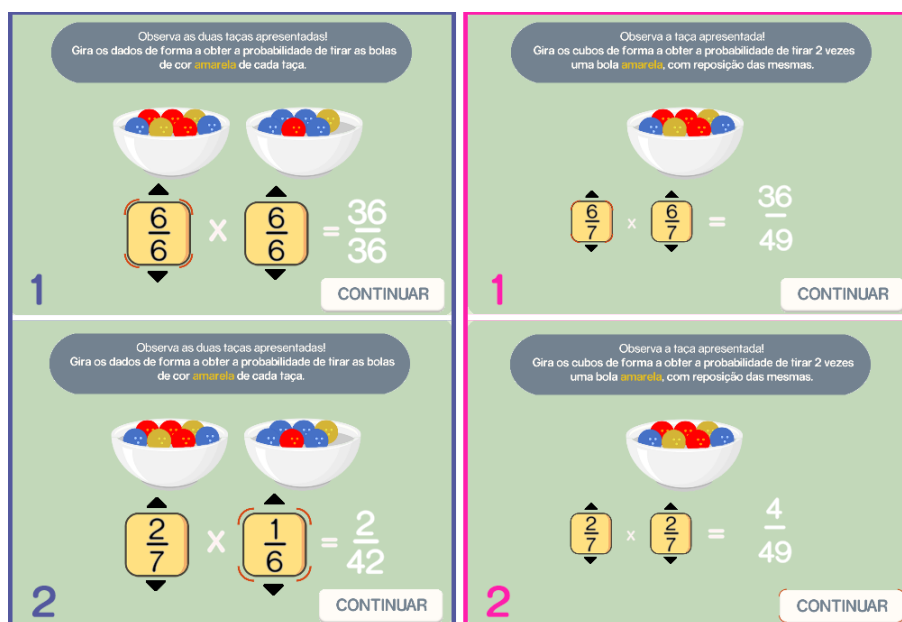 Observa as duas taças apresentadas!
Gira os dados de forma a obter a probabilidade de tirar as bolas
de cor amarela de cada taça.
6/6 x 6/6 = 36/36
1
CONTINUAR
Observa as duas taças apresentadas!
Gira os dados de forma a obter a probabilidade de tirar as bolas
de cor amarela de cada taça.
2/7 x 1/6 = 2/42
2
CONTINUAR
Observa a taça apresentada!
Gira os cubos de forma a obter a probabilidade de tirar 2 vezes
uma bola amarela, com reposição das mesmas.
6/7 x 6/7 = 36/49
1
CONTINUAR
Observa a taça apresentada!
Gira os cubos de forma a obter a probabilidade de tirar 2 vezes
uma bola amarela, com reposição das mesmas.
2/7 x 2/7 = 4/49
2
CONTINUAR